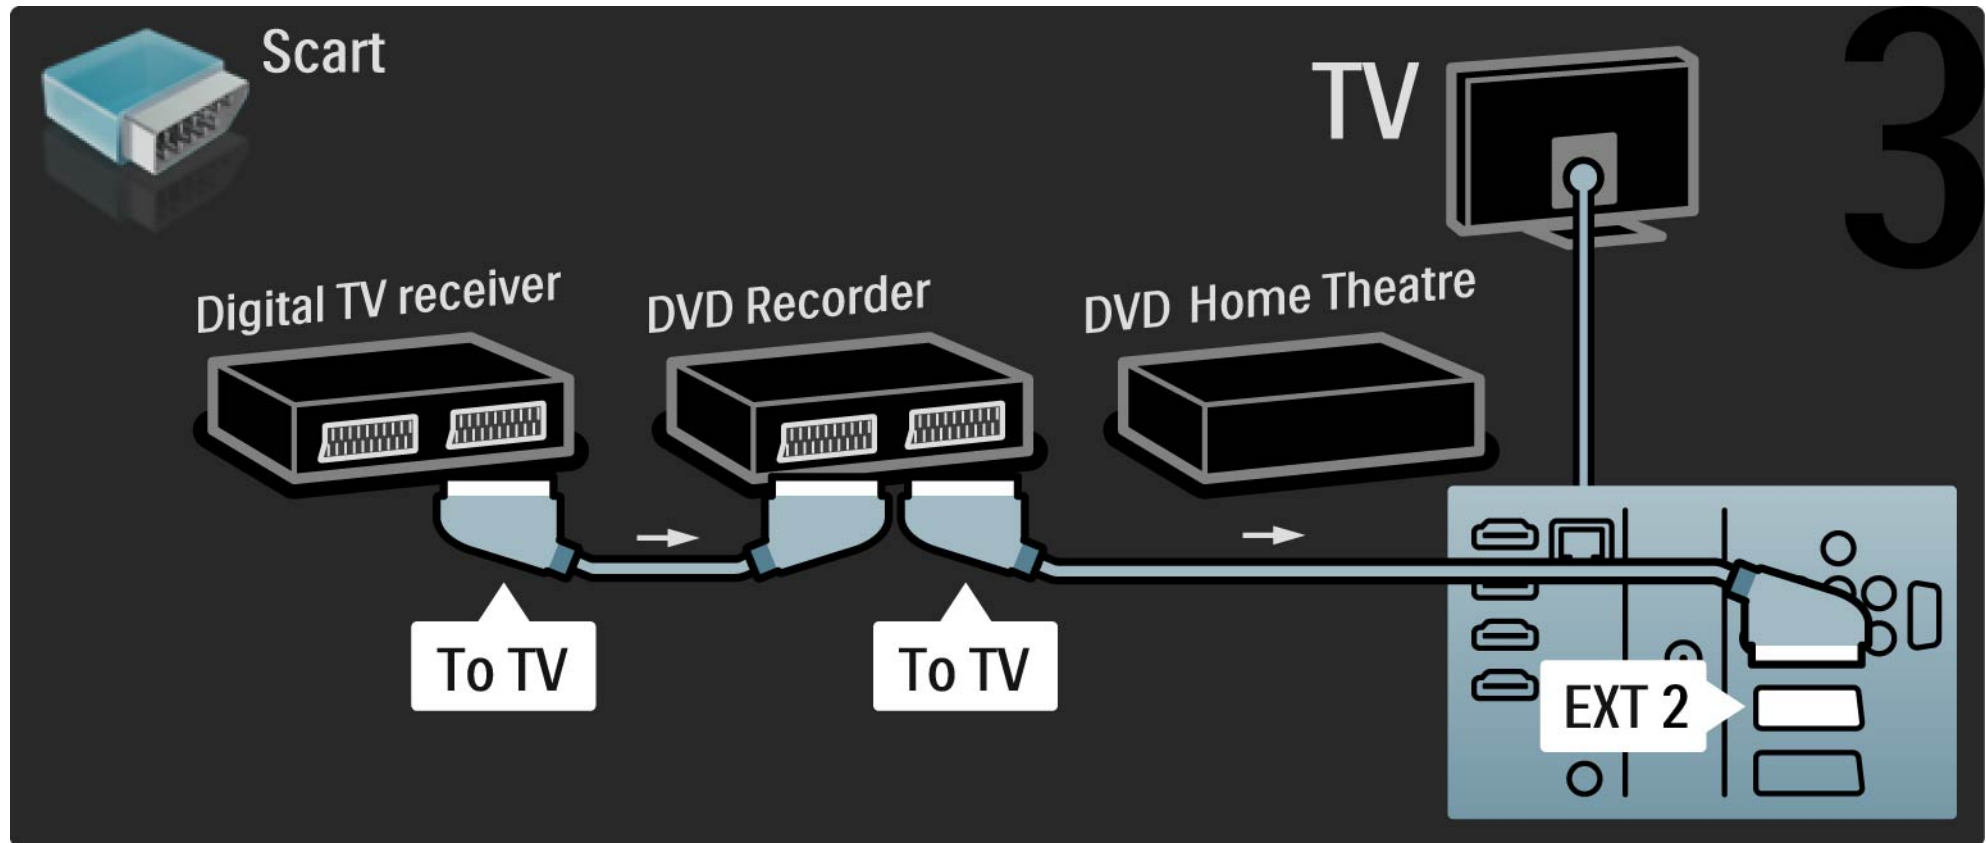 Scart
TV
3
Digital TV receiver
DVD Recorder
DVD Home Theatre
To TV
To TV
EXT 2